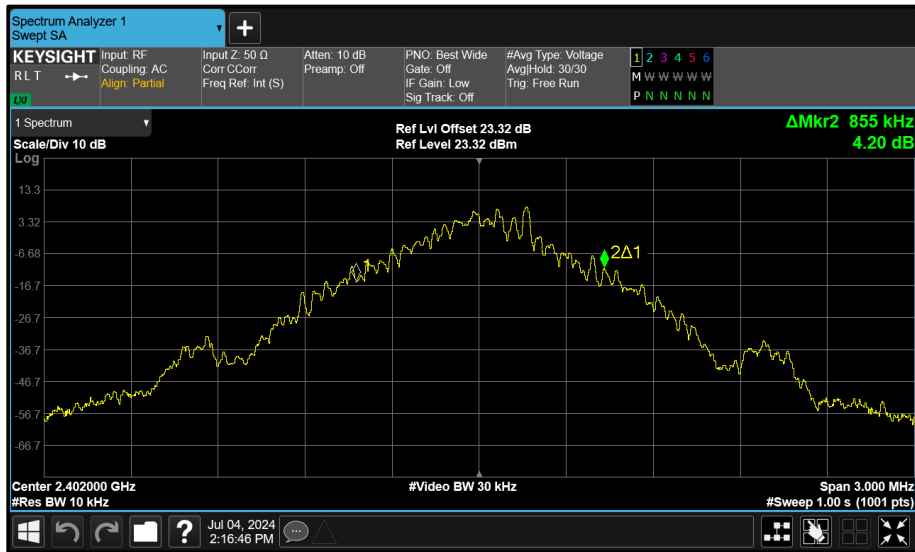 Spectrum Analyzer 1
Swept SA
KEYSIGHT
RLT
LXI
Input: RF
Coupling: AC
Align: Partial
Input Z: 50 Ω
Corr CCorr
Freq Ref: Int (S)
Atten: 10 dB
Preamp: Off
PNO: Best Wide
Gate: Off
IF Gain: Low
Sig Track: Off
#Avg Type: Voltage
Avg|Hold: 30/30
Trig: Free Run
1 2 3 4 5 6
M W W W W W
P N N N N N
1 Spectrum
Scale/Div 10 dB
Ref Lvl Offset 23.32 dB
Ref Level 23.32 dBm
ΔMkr2 855 kHz
4.20 dB
Log
13.3
3.32
-6.68
-16.7
-26.7
-36.7
-46.7
-56.7
-66.7
1
2Δ1
Center 2.402000 GHz
#Res BW 10 kHz
#Video BW 30 kHz
Span 3.000 MHz
#Sweep 1.00 s (1001 pts)
?
Jul 04, 2024
2:16:46 PM